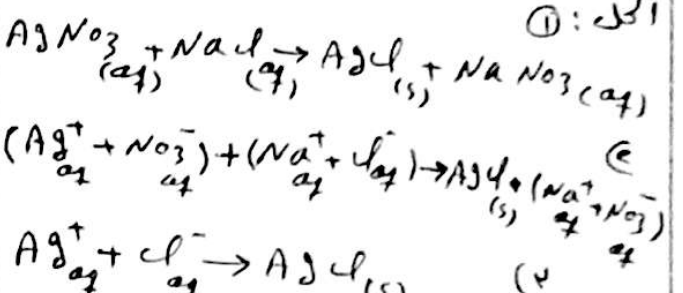 الحل : ①
AgNO3(aq) + NaCl(aq) → AgCl(s) + NaNO3(aq)
(Ag+aq + NO3-aq) + (Na+aq + Cl-aq) → AgCl(s) + (Na+aq + NO3-aq)
Ag+aq + Cl-aq → AgCl(s) (٣